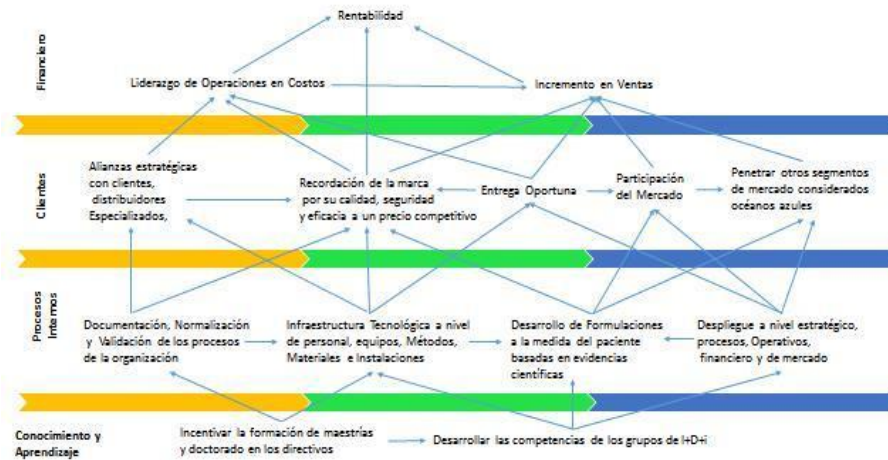 Rentabilidad
Financiero
Liderazgo de Operaciones en Costos
Incremento en Ventas
Clientes
Alianzas estratégicas
con clientes,
distribuidores
Especializados,
Recordación de la marca
por su calidad, seguridad
y eficacia a un precio competitivo
Entrega Oportuna
Participación
del Mercado
Penetrar otros segmentos
de mercado considerados
océanos azules
Procesos
Internos
Documentación, Normalización
y Validación de los procesos
de la organización
Infraestructura Tecnológica a nivel
de personal, equipos, Métodos,
Materiales e Instalaciones
Desarrollo de Formulaciones
a la medida del paciente
basadas en evidencias
científicas
Despliegue a nivel estratégico,
procesos, Operativos,
financiero y de mercado
Conocimiento y
Aprendizaje
Incentivar la formación de maestrías
y doctorado en los directivos
Desarrollar las competencias de los grupos de I+D+i